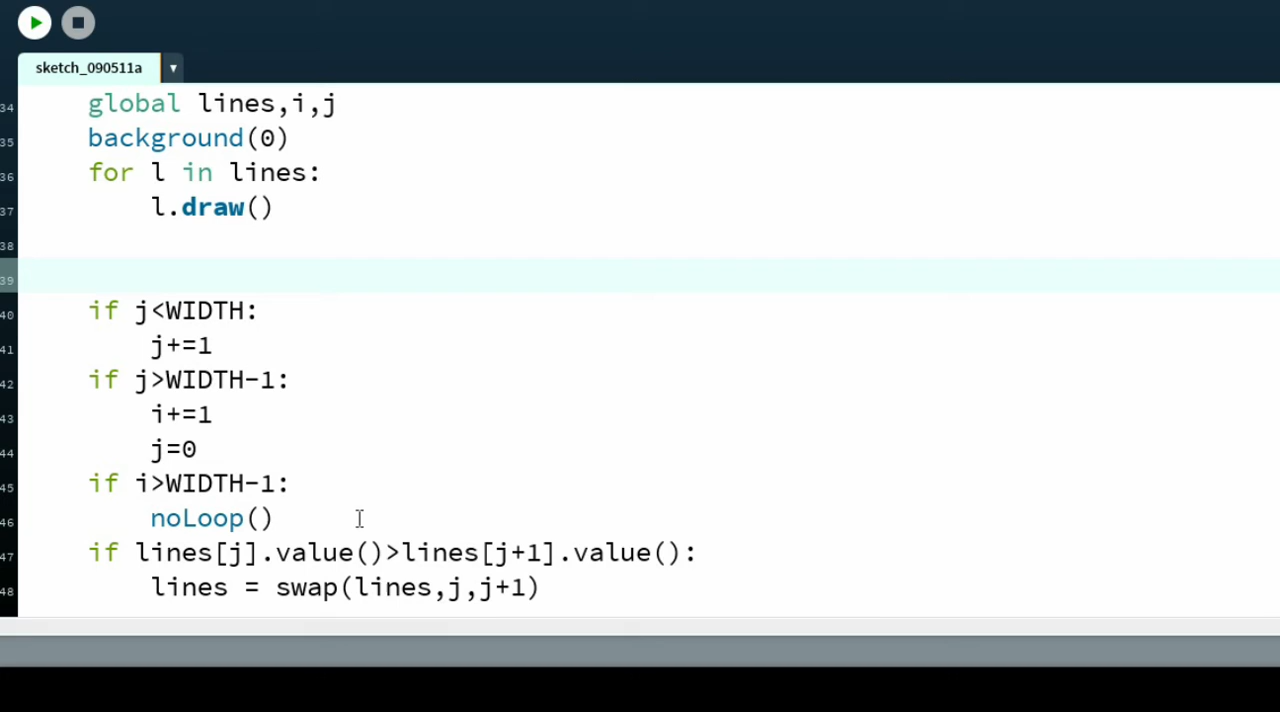 sketch_090511a
34 global lines,i,j
35 background(0)
36 for l in lines:
37 l.draw()
38
39
40 if j<WIDTH:
41 j+=1
42 if j>WIDTH-1:
43 i+=1
44 j=0
45 if i>WIDTH-1:
46 noLoop()
47 if lines[j].value()>lines[j+1].value():
48 lines = swap(lines,j,j+1)